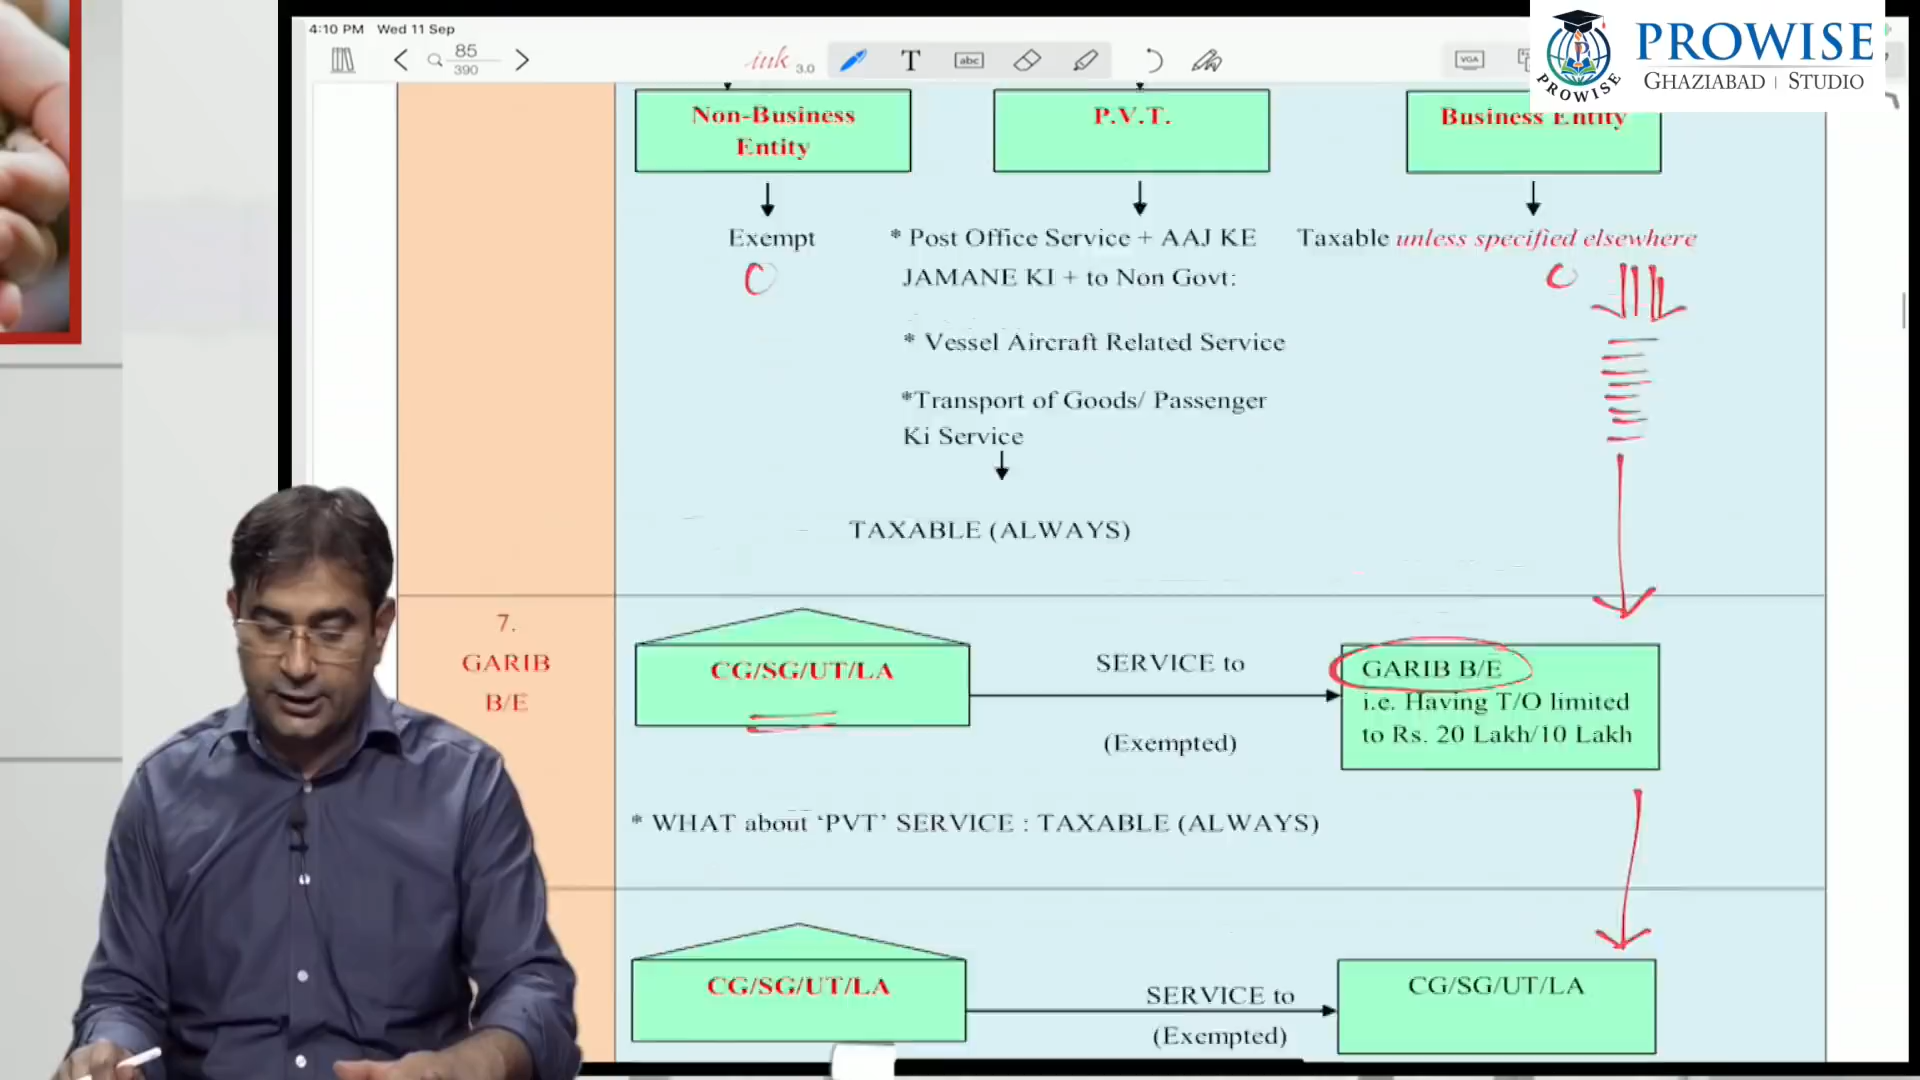 4:10 PM Wed 11 Sep
85
390
ink 3.0
T
abc
VGA
PROWISE
GHAZIABAD | STUDIO
PROWISE
Non-Business
Entity
P.V.T.
Business Entity
Exempt
* Post Office Service + AAJ KE
JAMANE KI + to Non Govt:
Taxable unless specified elsewhere
* Vessel Aircraft Related Service
*Transport of Goods/ Passenger
Ki Service
TAXABLE (ALWAYS)
7.
GARIB
B/E
CG/SG/UT/LA
SERVICE to
(Exempted)
GARIB B/E
i.e. Having T/O limited
to Rs. 20 Lakh/10 Lakh
* WHAT about ‘PVT’ SERVICE : TAXABLE (ALWAYS)
CG/SG/UT/LA
SERVICE to
(Exempted)
CG/SG/UT/LA